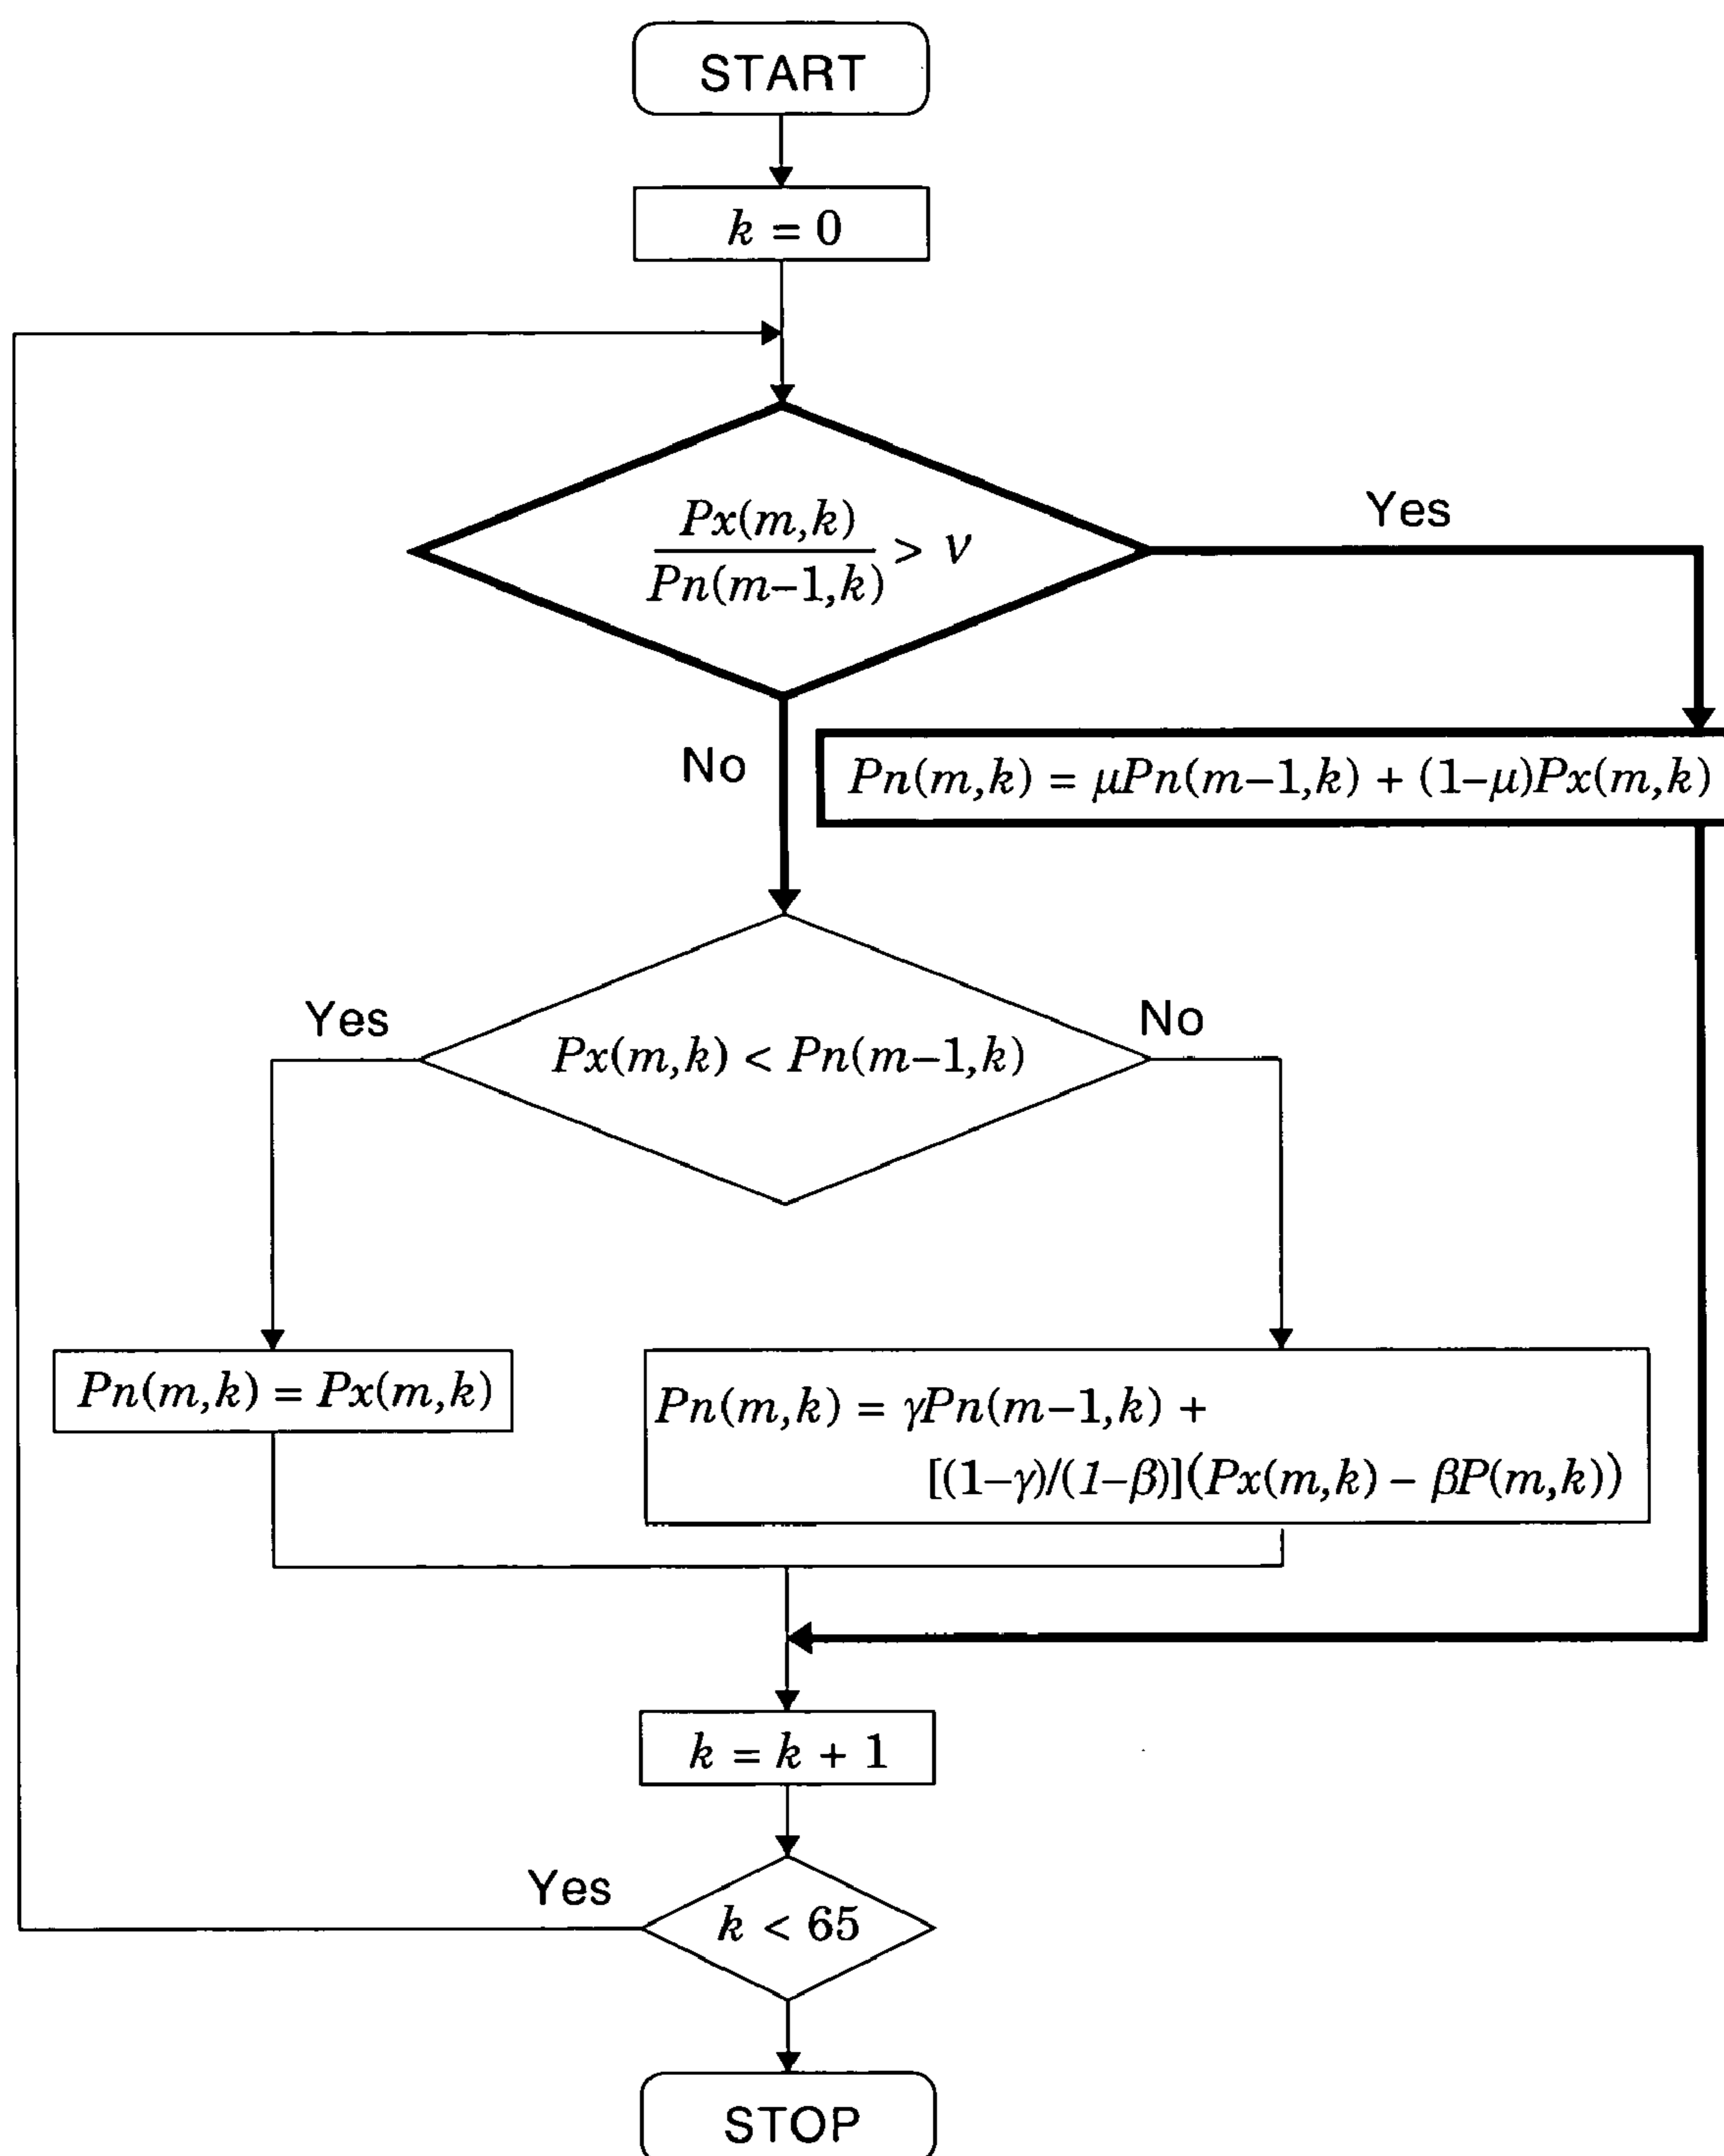 START
k = 0
Px(m,k)
Pn(m–1,k)
> ν
Yes
No
Pn(m,k) = μPn(m–1,k) + (1–μ)Px(m,k)
Yes
Px(m,k) < Pn(m–1,k)
No
Pn(m,k) = Px(m,k)
Pn(m,k) = γPn(m–1,k) +
[(1–γ)/(1–β)](Px(m,k) – βP(m,k))
k = k + 1
Yes
k < 65
STOP